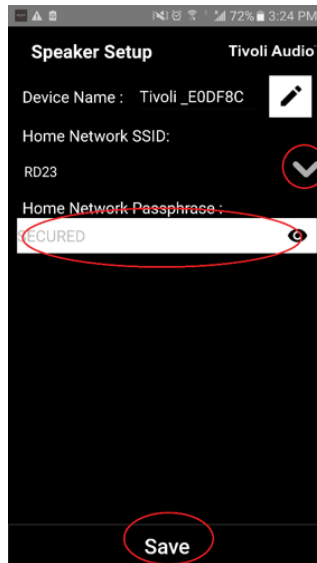 72% 3:24 PM
Speaker Setup Tivoli Audio
Device Name : Tivoli _E0DF8C
Home Network SSID:
RD23
Home Network Passphrase :
SECURED
Save